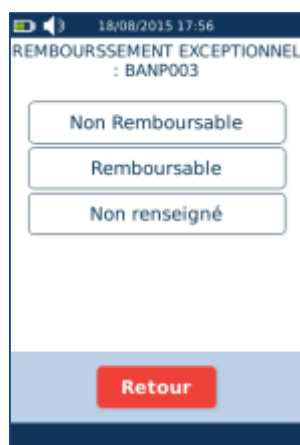 18/08/2015 17:56
REMBOURSSEMENT EXCEPTIONNEL
: BANP003
Non Remboursable
Remboursable
Non renseigné
Retour